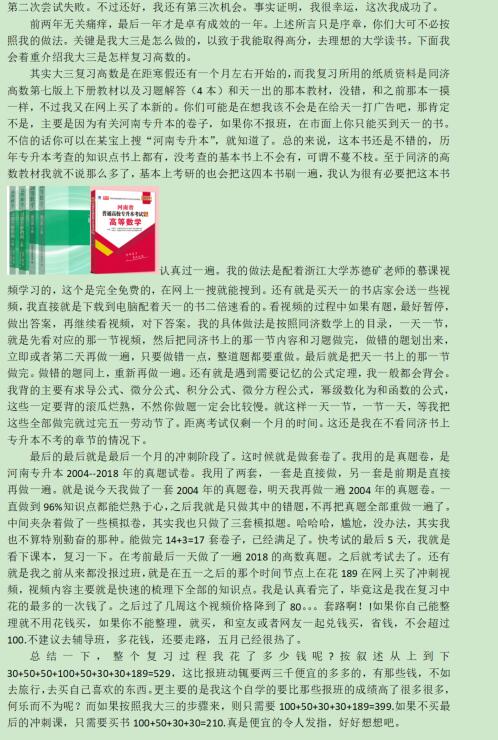 第二次尝试失败。不过还好，我还有第三次机会。事实证明，我很幸运，这次我成功了。
前两年无关痛痒，最后一年才是卓有成效的一年。上述所言只是序章，你们大可不必按
照我的做法。关键是我大三是怎么做的，以致于我能取得高分，去理想的大学读书。下面我
会着重介绍我大三是怎样复习高数的。
其实大三复习高数是在距寒假还有一个月左右开始的，而我复习所用的纸质资料是同济
高数第七版上下册教材以及习题解答（4 本）和天一出的那本教材，没错，和之前那本一摸
一样，不过我又在网上买了本新的。你们可能是在想我该不会是在给天一打广告吧，那肯定
不是，主要是因为有关河南专升本的卷子，如果你不报班，在市面上你只能买到天一的书。
不信的话你可以在某宝上搜“河南专升本”，就知道了。总的来说，这本书还是不错的，历
年专升本考查的知识点书上都有，没考查的基本书上不会有，可谓不蔓不枝。至于同济的高
数教材我就不说那么多了，基本上考研的也会把这四本书刷一遍，我认为很有必要把这本书
河南省
普通高校专升本考试
高等数学
认真过一遍。我的做法是配着浙江大学苏德矿老师的慕课视
频学习的，这个是完全免费的，在网上一搜就能搜到。还有就是买天一的书店家会送一些视
频，我直接就是下载到电脑配着天一的书二倍速看的。看视频的过程中如果有题，最好暂停，
做出答案，再继续看视频，对下答案。我的具体做法是按照同济数学上的目录，一天一节，
就是先看对应的那一节视频，然后把同济书上的那一节内容和习题做完，做错的题划出来，
立即或者第二天再做一遍，只要做错一点，整道题都要重做。最后就是把天一书上的那一节
做完。做错的题同上，重新再做一遍。还有就是遇到需要记忆的公式定理，我一般都会背会。
我背的主要有求导公式、微分公式、积分公式、微分方程公式，幂级数化为和函数的公式，
这些一定要背的滚瓜烂熟，不然你做题一定会比较慢。就这样一天一节，一节一天，等我把
这些全部做完就过完五一劳动节了。距离考试仅剩一个月的时间。这还是我在不看同济书上
专升本不考的章节的情况下。
最后的最后就是最后一个月的冲刺阶段了。这时候就是做套卷了。我用的是真题卷，是
河南专升本 2004--2018 年的真题试卷。我用了两套，一套是直接做，另一套是前期是直接
再做一遍。就是说今天我做了一套 2004 年的真题卷，明天我再做一遍 2004 年的真题卷。一
直做到 96%知识点都能烂熟于心，之后我就是只做其中的错题，不再把真题全部重做一遍了。
中间夹杂着做了一些模拟卷，其实我也只做了三套模拟题。哈哈哈，尴尬，没办法，其实我
也不算特别勤奋的那种。能做完 14+3=17 套卷子，已经满足了。快考试的最后 5 天，我就是
看下课本，复习一下。在考前最后一天做了一遍 2018 的高数真题。之后就考试去了。还有
就是我之前从来都没报过班，就是在五一之后的那个时间节点上在花 189 在网上买了冲刺视
频，视频内容主要就是快速的梳理下全部的知识点。我是认真看完了，毕竟这是我在复习中
花的最多的一次钱了。之后过了几周这个视频价格降到了 80。。。套路啊！!如果你自己能整
理就不用花钱买，如果你不能整理，就买，和室友或者网友一起兑钱买，省钱，不会超过
100.不建议去辅导班，多花钱，还要走路，五月已经很热了。
总结一下，整个复习过程我花了多少钱呢?按叙述从上到下
30+50+50+100+50+30+30+189=529，这比报班动辄要两三千便宜的多多的，有那些钱，不如
去旅行，去买自己喜欢的东西。更主要的是我这个自学的要比那些报班的成绩高了很多很多，
何乐而不为呢？而如果按照我大三的步骤来，则只需要 100+50+30+30+189=399.如果不买最
后的冲刺课，只需要买书 100+50+30+30=210.真是便宜的令人发指，好好想想吧。